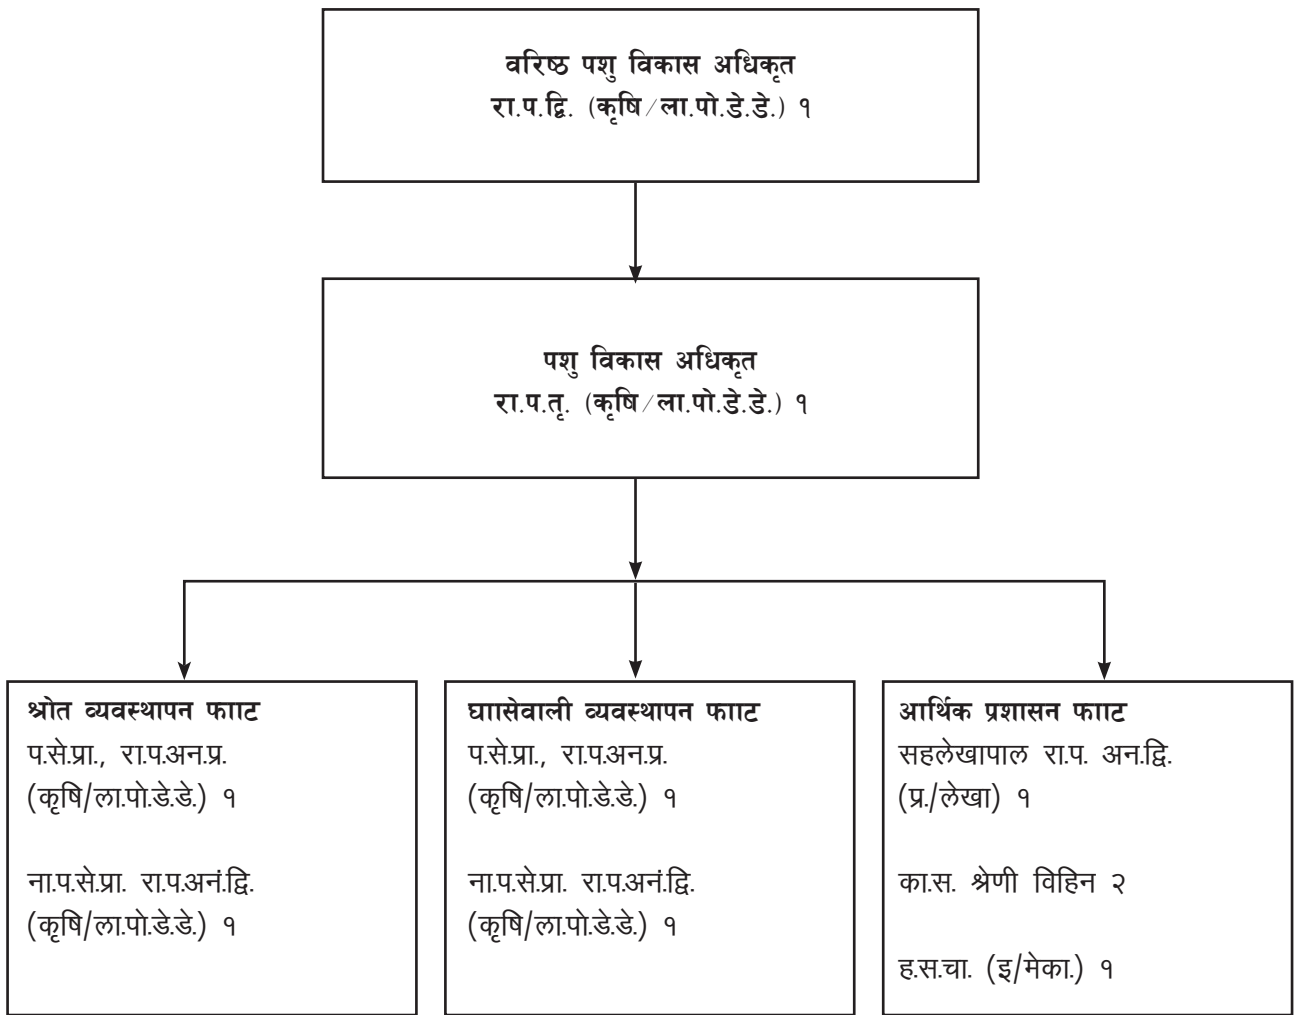 वरिष्ठ पशु विकास अधिकृत
रा.प.द्वि. (कृषि/ला.पो.डे.डे.) १
पशु विकास अधिकृत
रा.प.तृ. (कृषि/ला.पो.डे.डे.) १
श्रोत व्यवस्थापन फााट
प.से.प्रा., रा.प.अन.प्र.
(कृषि/ला.पो.डे.डे.) १
ना.प.से.प्रा. रा.प.अनं.द्वि.
(कृषि/ला.पो.डे.डे.) १
घाासेवाली व्यवस्थापन फााट
प.से.प्रा., रा.प.अन.प्र.
(कृषि/ला.पो.डे.डे.) १
ना.प.से.प्रा. रा.प.अनं.द्वि.
(कृषि/ला.पो.डे.डे.) १
आर्थिक प्रशासन फााट
सहलेखापाल रा.प. अन.द्वि.
(प्र./लेखा) १
का.स. श्रेणी विहिन २
ह.स.चा. (इ/मेका.) १